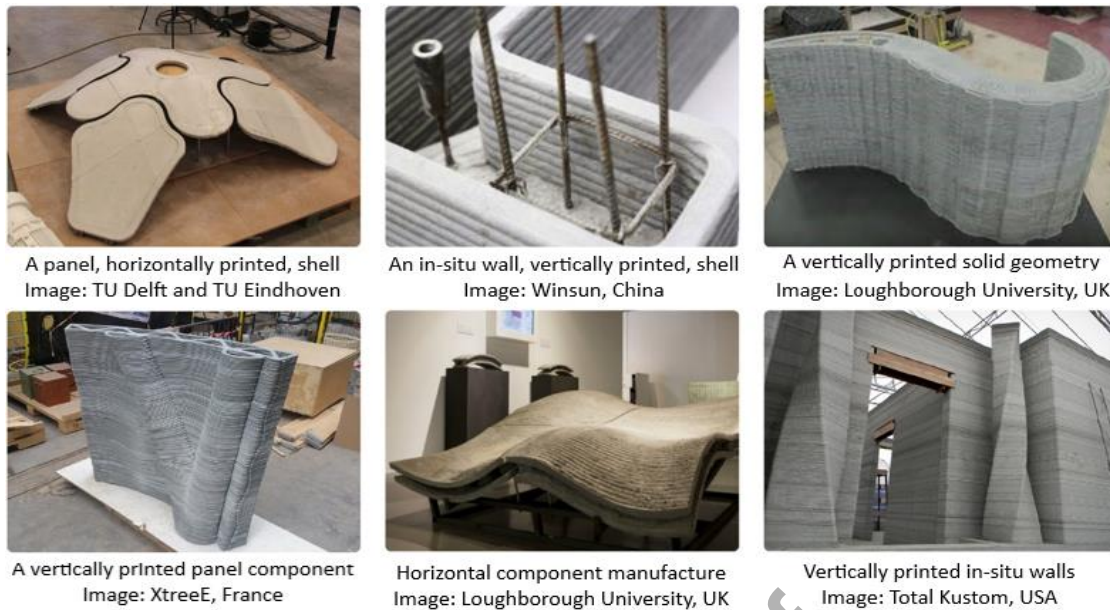 A panel, horizontally printed, shell
Image: TU Delft and TU Eindhoven
An in-situ wall, vertically printed, shell
Image: Winsun, China
A vertically printed solid geometry
Image: Loughborough University, UK
A vertically printed panel component
Image: XtreeE, France
Horizontal component manufacture
Image: Loughborough University, UK
Vertically printed in-situ walls
Image: Total Kustom, USA